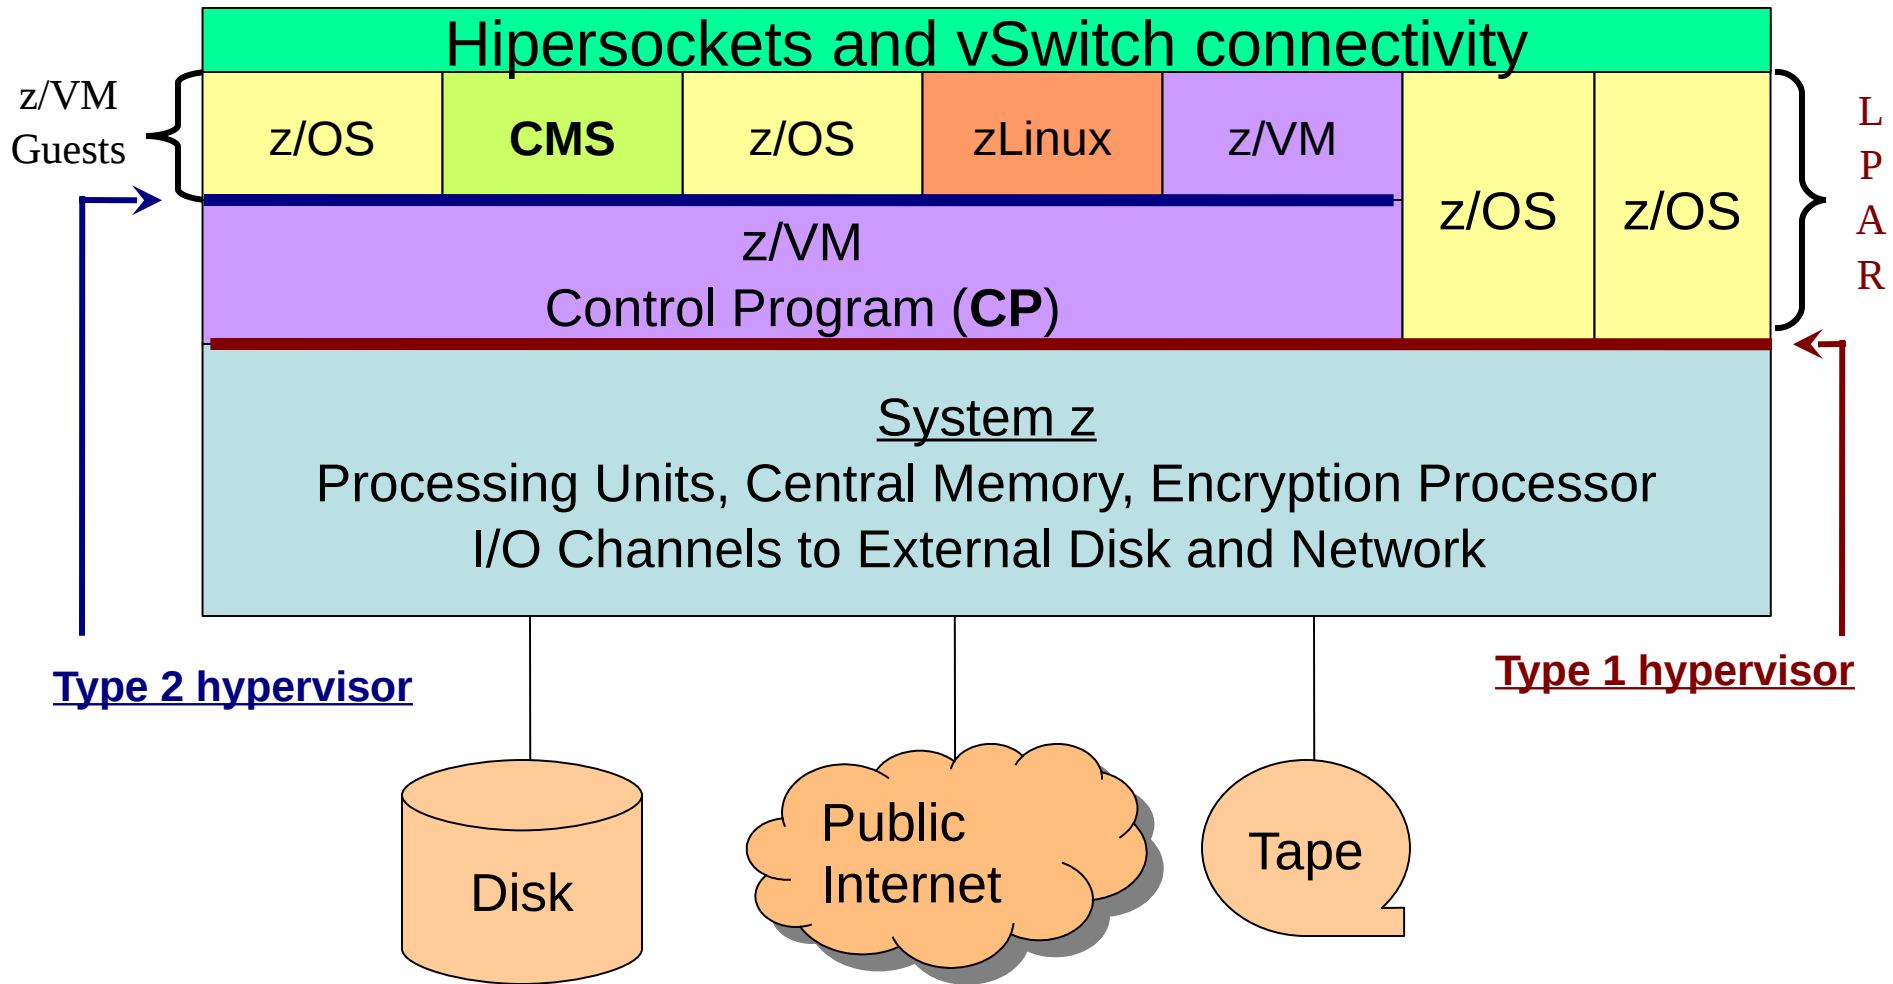 Hipersockets and vSwitch connectivity
z/VM
Guests
z/OS
CMS
z/OS
zLinux
z/VM
z/OS
z/OS
L
P
A
R
z/VM
Control Program (CP)
System z
Processing Units, Central Memory, Encryption Processor
I/O Channels to External Disk and Network
Type 2 hypervisor
Type 1 hypervisor
Disk
Public
Internet
Tape